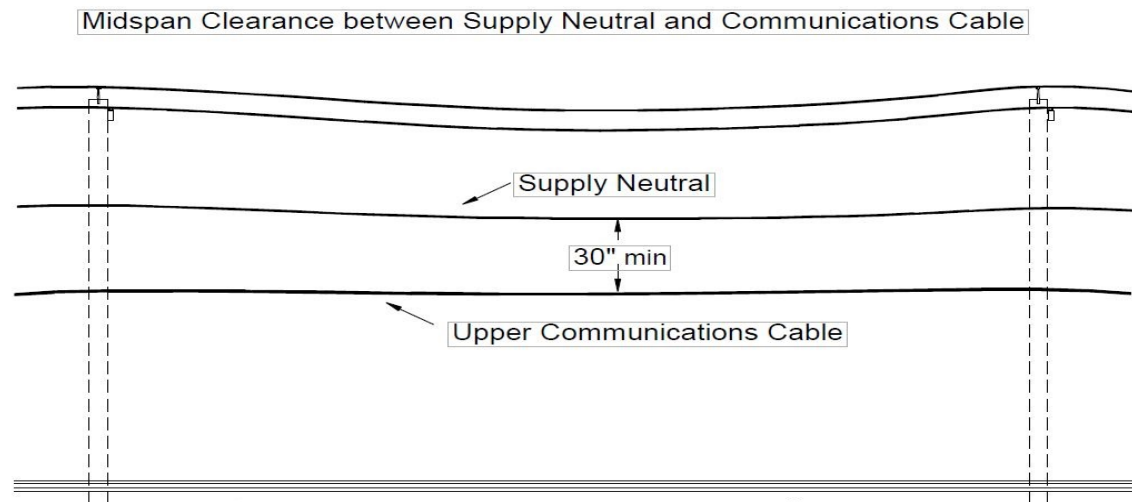 Midspan Clearance between Supply Neutral and Communications Cable
Supply Neutral
30" min
Upper Communications Cable